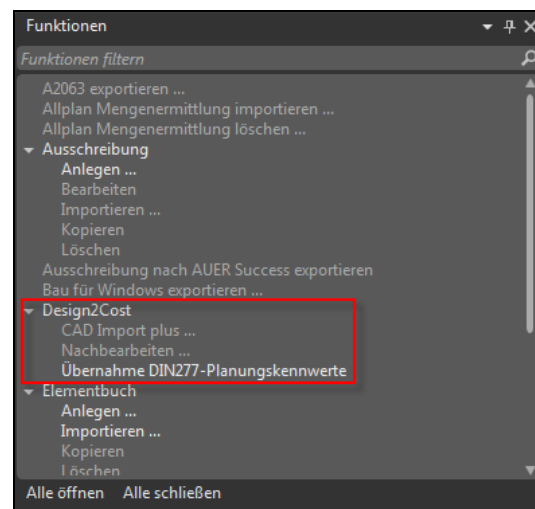 Funktionen
Funktionen filtern
A2063 exportieren ...
Allplan Mengenermittlung importieren ...
Allplan Mengenermittlung löschen ...
Ausschreibung
Anlegen ...
Bearbeiten
Importieren ...
Kopieren
Löschen
Ausschreibung nach AUER Success exportieren
Bau für Windows exportieren ...
Design2Cost
CAD Import plus ...
Nachbearbeiten ...
Übernahme DIN277-Planungskennwerte
Elementbuch
Anlegen ...
Importieren ...
Kopieren
Löschen
Alle öffnen Alle schließen